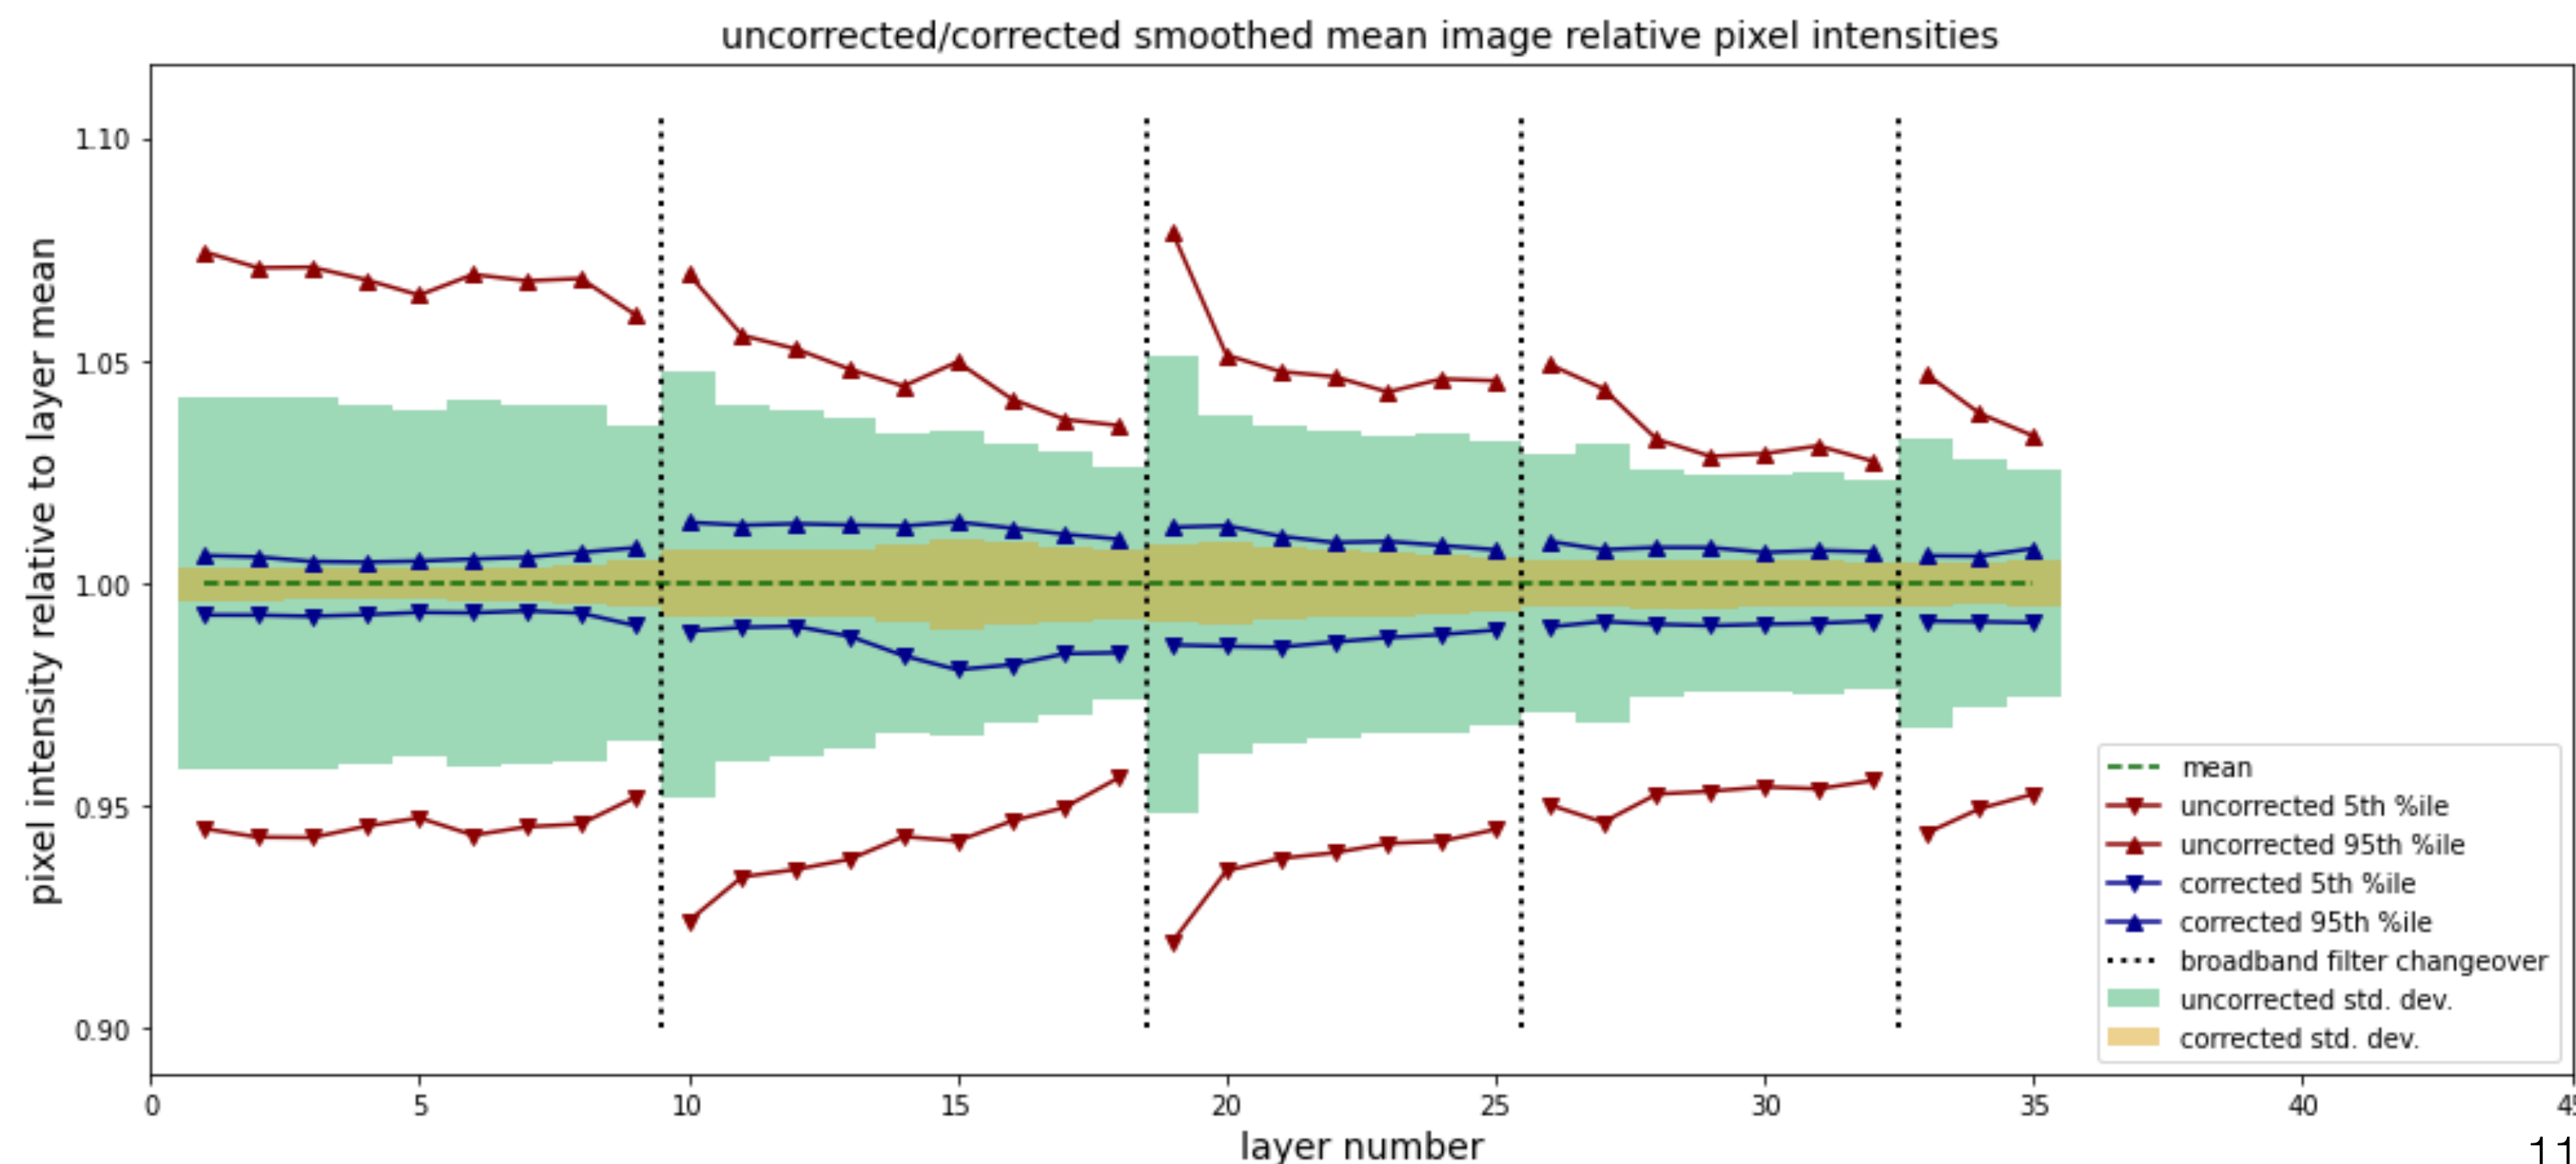 uncorrected/corrected smoothed mean image relative pixel intensities
pixel intensity relative to layer mean
1.10
1.05
1.00
0.95
0.90
mean
uncorrected 5th %ile
uncorrected 95th %ile
corrected 5th %ile
corrected 95th %ile
broadband filter changeover
uncorrected std. dev.
corrected std. dev.
0 5 10 15 20 25 30 35 40 45
layer number
11